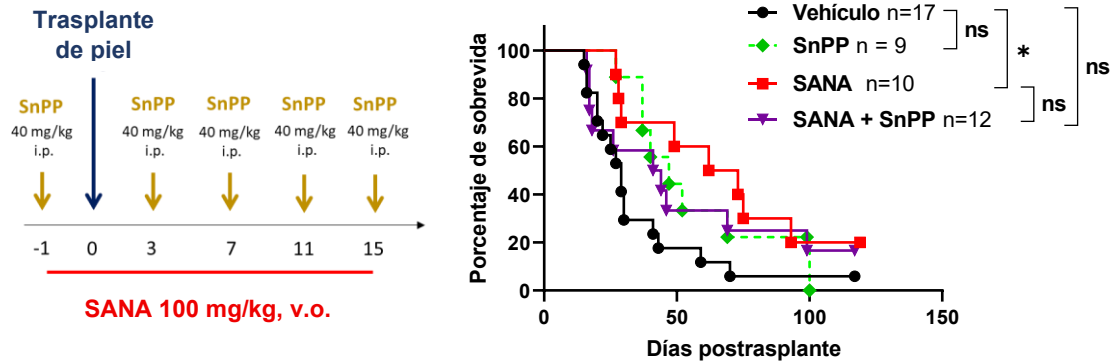 Trasplante
de piel
SnPP SnPP SnPP SnPP SnPP
40 mg/kg 40 mg/kg 40 mg/kg 40 mg/kg 40 mg/kg
i.p. i.p. i.p. i.p. i.p.
-1 0 3 7 11 15
SANA 100 mg/kg, v.o.
Vehículo n=17
SnPP n = 9
SANA n=10
SANA + SnPP n=12
ns
*
ns
ns
Porcentaje de sobrevida
100
80
60
40
20
0
0 50 100 150
Días postrasplante